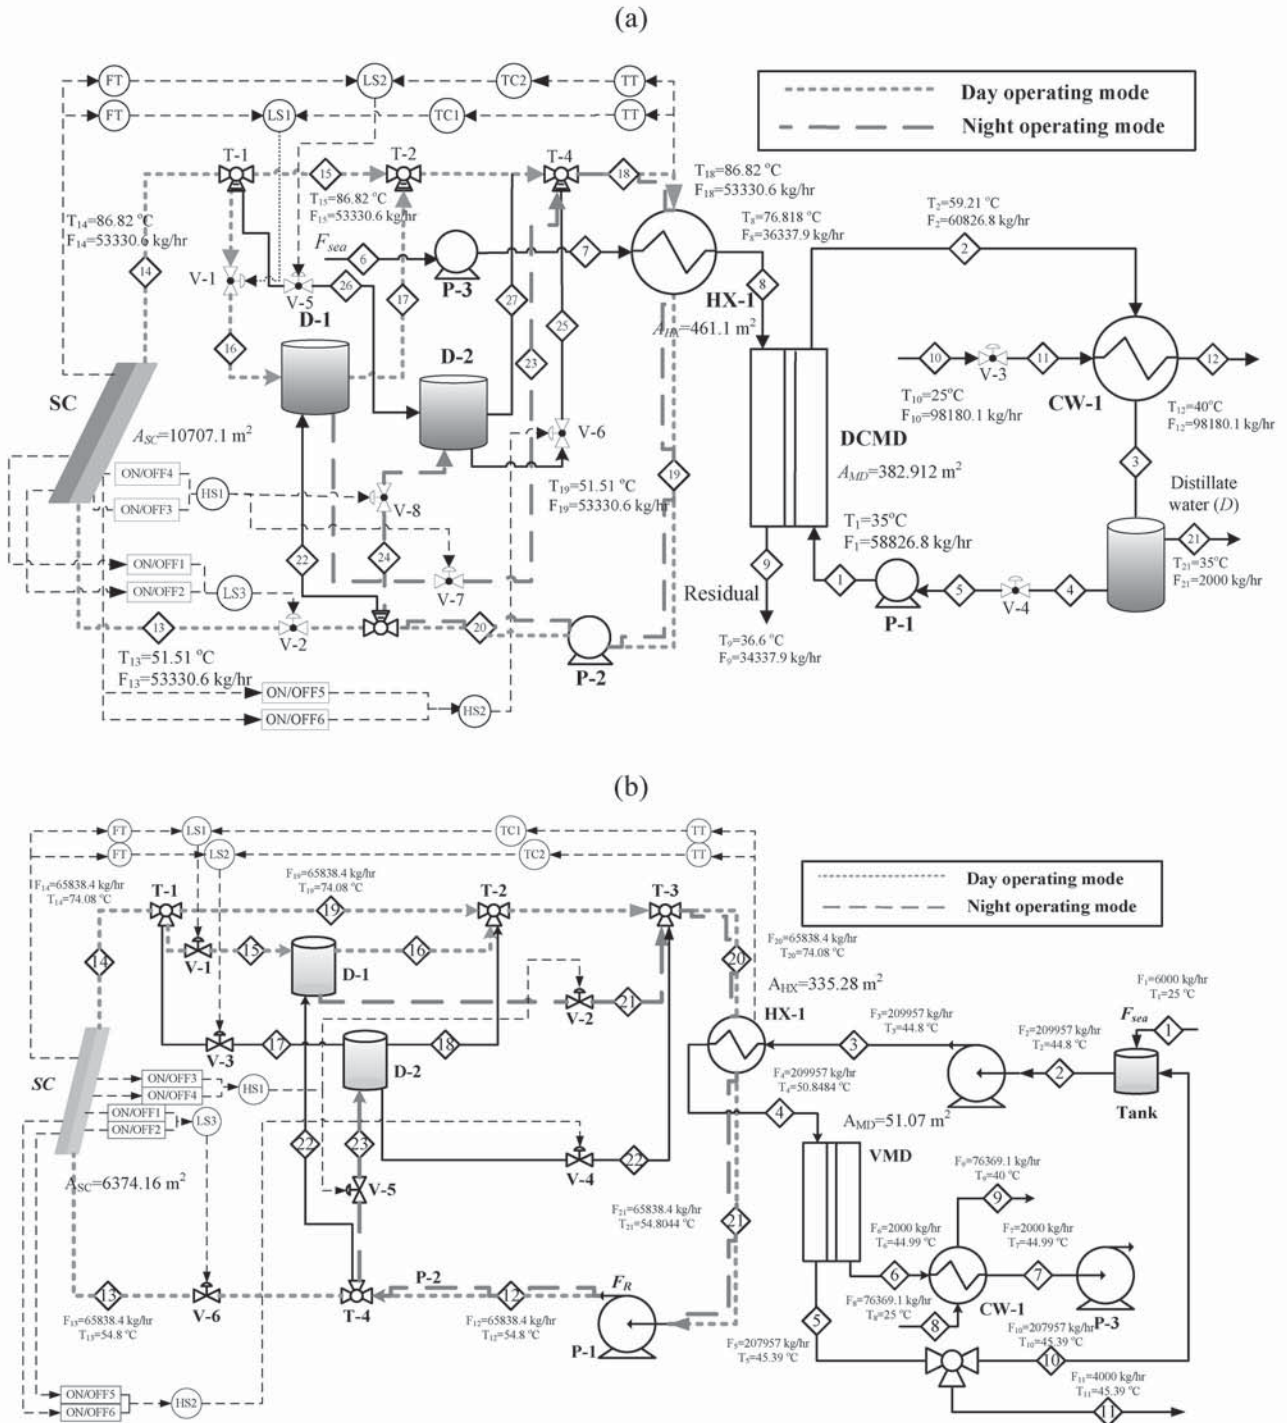 (a)
FT
LS2
TC2
TT
FT
LS1
TC1
TT
Day operating mode
Night operating mode
T-1
T-2
T-4
15
18
T14=86.82 °C
F14=53330.6 kg/hr
T15=86.82 °C
F15=53330.6 kg/hr
T18=86.82 °C
F18=53330.6 kg/hr
T8=76.818 °C
F8=36337.9 kg/hr
T2=59.21 °C
F2=60826.8 kg/hr
Fsea
6
P-3
7
2
14
V-1
V-5
26
17
27
25
HX-1
8
D-1
AHX=461.1 m2
16
D-2
23
10
V-3
11
12
T10=25°C
F10=98180.1 kg/hr
CW-1
T12=40°C
F12=98180.1 kg/hr
SC
ASC=10707.1 m2
V-6
DCMD
AMD=382.912 m2
3
ON/OFF4
ON/OFF3
HS1
V-8
19
T19=51.51 °C
F19=53330.6 kg/hr
Distillate
water (D)
T1=35°C
F1=58826.8 kg/hr
21
T21=35°C
F21=2000 kg/hr
22
24
ON/OFF1
ON/OFF2
LS3
V-7
9
1
5
4
Residual
P-1
V-4
13
V-2
20
P-2
T9=36.6 °C
F9=34337.9 kg/hr
T13=51.51 °C
F13=53330.6 kg/hr
ON/OFF5
ON/OFF6
HS2
(b)
FT
LS1
TC1
TT
FT
LS2
TC2
TT
Day operating mode
Night operating mode
F14=65838.4 kg/hr
T14=74.08 °C
F19=65838.4 kg/hr
T19=74.08 °C
T-1
T-2
T-3
19
F20=65838.4 kg/hr
T20=74.08 °C
14
V-1
15
16
20
D-1
AHX=335.28 m2
F1=6000 kg/hr
T1=25 °C
V-2
21
HX-1
F3=209957 kg/hr
T3=44.8 °C
F2=209957 kg/hr
T2=44.8 °C
Fsea
1
V-3
17
18
3
2
D-2
F4=209957 kg/hr
T4=50.8484 °C
Tank
SC
ON/OFF3
ON/OFF4
HS1
ON/OFF1
ON/OFF2
LS3
4
AMD=51.07 m2
22
23
V-4
22
VMD
F9=76369.1 kg/hr
T9=40 °C
ASC=6374.16 m2
V-5
9
F21=65838.4 kg/hr
T21=54.8044 °C
21
F6=2000 kg/hr
T6=44.99 °C
F7=2000 kg/hr
T7=44.99 °C
6
7
P-3
13
V-6
T-4
P-2
12
FR
F8=76369.1 kg/hr
T8=25 °C
8
CW-1
F13=65838.4 kg/hr
T13=54.8 °C
F12=65838.4 kg/hr
T12=54.8 °C
P-1
5
F5=207957 kg/hr
T5=45.39 °C
F10=207957 kg/hr
T10=45.39 °C
10
F11=4000 kg/hr
T11=45.39 °C
11
ON/OFF5
ON/OFF6
HS2